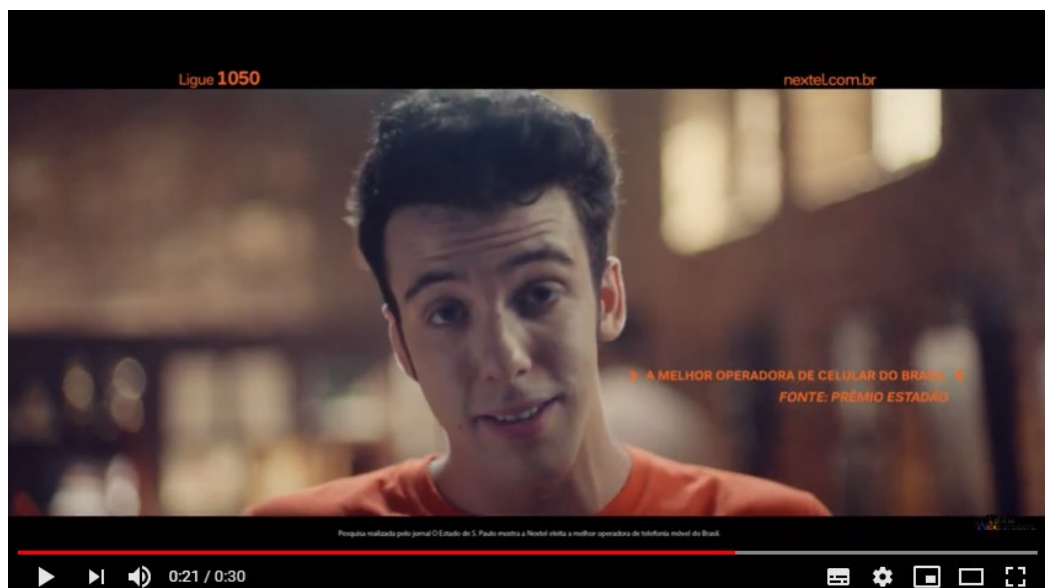 Ligue 1050
nextel.com.br
A MELHOR OPERADORA DE CELULAR DO BRASIL
FONTE: PRÊMIO ESTADÃO
Pesquisa realizada pelo jornal O Estado de S. Paulo mostra a Nextel eleita a melhor operadora de telefonia móvel do Brasil.
0:21 / 0:30